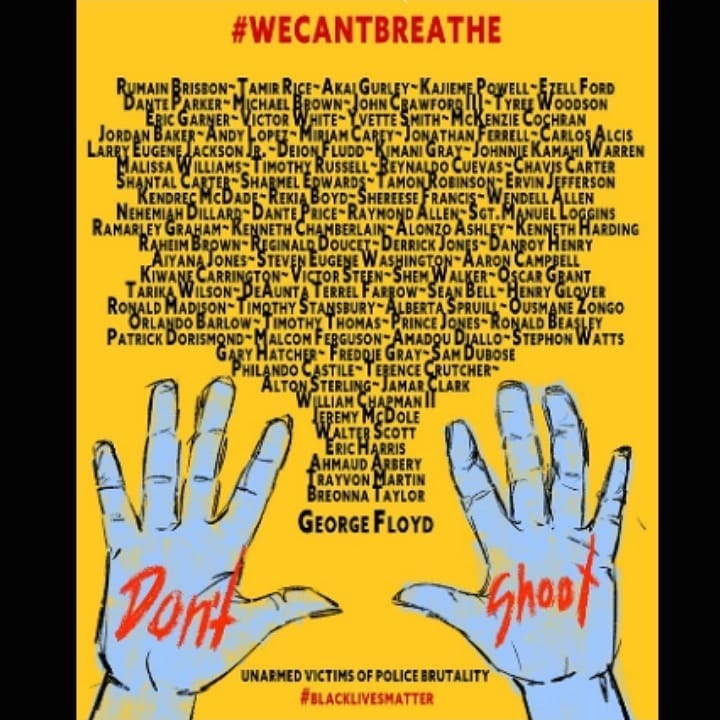 #WECANTBREATHE
RUMAIN BRISBON~TAMIR RICE~AKAI GURLEY~KAJIEME POWELL~EZELL FORD
DANTE PARKER~MICHAEL BROWN~JOHN CRAWFORD III~TYREE WOODSON
ERIC GARNER~VICTOR WHITE~YVETTE SMITH~MCKENZIE COCHRAN
JORDAN BAKER~ANDY LOPEZ~MIRIAM CAREY~JONATHAN FERRELL~CARLOS ALCIS
LARRY EUGENE JACKSON JR.~DEION FLUDD~KIMANI GRAY~JOHNNIE KAMAHI WARREN
MALISSA WILLIAMS~TIMOTHY RUSSELL~REYNALDO CUEVAS~CHAVIS CARTER
SHANTAL CARTER~SHARMEL EDWARDS~TAMON ROBINSON~ERVIN JEFFERSON
KENDREC MCDADE~REKIA BOYD~SHEREESE FRANCIS~WENDELL ALLEN
NEHEMIAH DILLARD~DANTE PRICE~RAYMOND ALLEN~SGT. MANUEL LOGGINS
RAMARLEY GRAHAM~KENNETH CHAMBERLAIN~ALONZO ASHLEY~KENNETH HARDING
RAHEIM BROWN~REGINALD DOUCET~DERRICK JONES~DANROY HENRY
AIYANA JONES~STEVEN EUGENE WASHINGTON~AARON CAMPBELL
KIWANE CARRINGTON~VICTOR STEEN~SHEM WALKER~OSCAR GRANT
TARIKA WILSON~DEAUNTA TERREL FARROW~SEAN BELL~HENRY GLOVER
RONALD MADISON~TIMOTHY STANSBURY~ALBERTA SPRUILL~OUSMANE ZONGO
ORLANDO BARLOW~TIMOTHY THOMAS~PRINCE JONES~RONALD BEASLEY
PATRICK DORISMOND~MALCOM FERGUSON~AMADOU DIALLO~STEPHON WATTS
GARY HATCHER~FREDDIE GRAY~SAM DUBOSE
PHILANDO CASTILE~TERENCE CRUTCHER~
ALTON STERLING~JAMAR CLARK
WILLIAM CHAPMAN II
JEREMY MCDOLE
WALTER SCOTT
ERIC HARRIS
AHMAUD ARBERY
TRAYVON MARTIN
BREONNA TAYLOR
GEORGE FLOYD
Don't
Shoot
UNARMED VICTIMS OF POLICE BRUTALITY
#BLACKLIVESMATTER